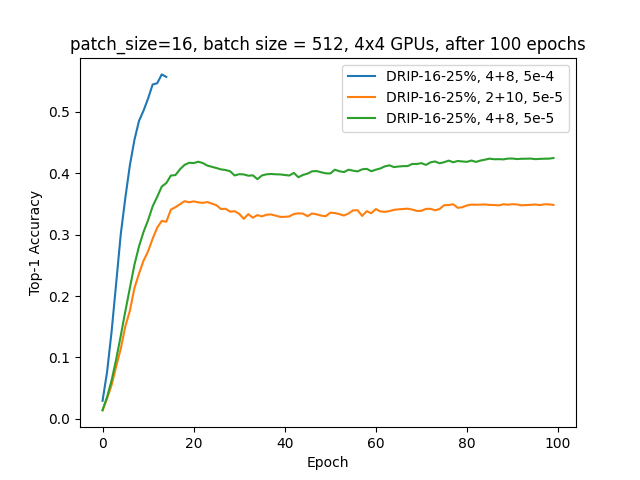 patch_size=16, batch size = 512, 4x4 GPUs, after 100 epochs
DRIP-16-25%, 4+8, 5e-4
DRIP-16-25%, 2+10, 5e-5
DRIP-16-25%, 4+8, 5e-5
Top-1 Accuracy
0.5
0.4
0.3
0.2
0.1
0.0
0 20 40 60 80 100
Epoch